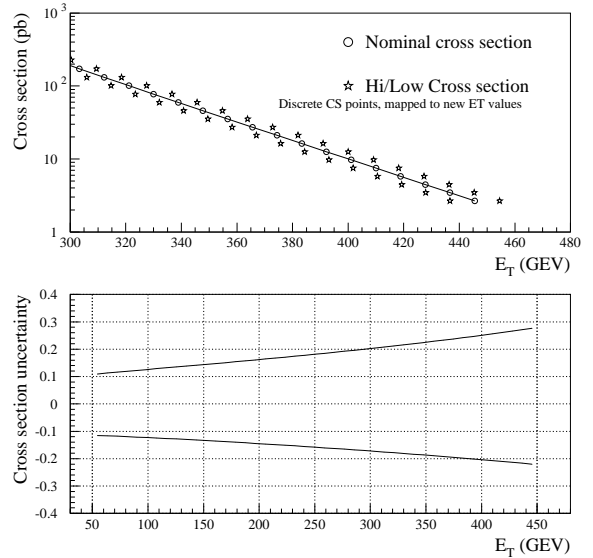 Cross section (pb)
10 3
10 2
10
1
Nominal cross section
Hi/Low Cross section
Discrete CS points, mapped to new ET values
300 320 340 360 380 400 420 440 460 480
E_T (GEV)
Cross section uncertainty
0.4
0.3
0.2
0.1
0
-0.1
-0.2
-0.3
-0.4
50 100 150 200 250 300 350 400 450
E_T (GEV)